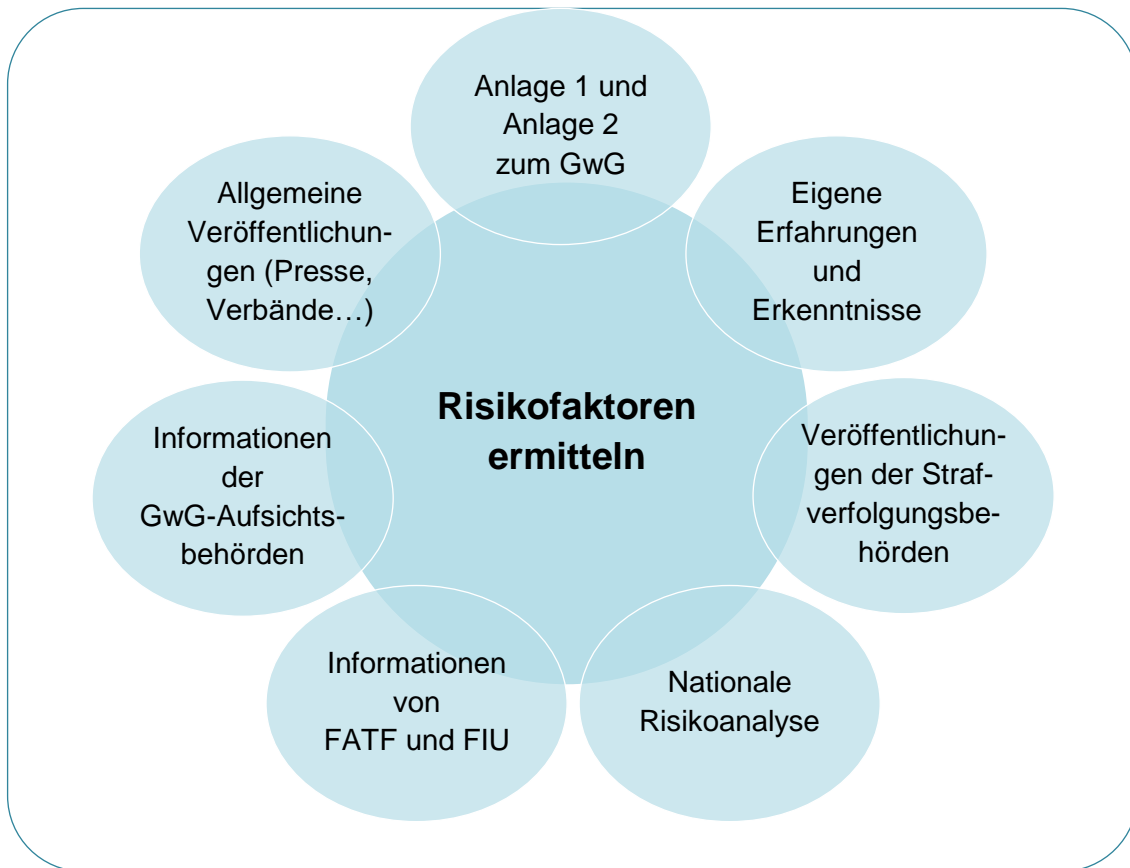 Anlage 1 und
Anlage 2
zum GwG
Eigene
Erfahrungen
und
Erkenntnisse
Veröffentlichun-
gen der Straf-
verfolgungsbe-
hörden
Nationale
Risikoanalyse
Informationen
von
FATF und FIU
Informationen
der
GwG-Aufsichts-
behörden
Allgemeine
Veröffentlichun-
gen (Presse,
Verbände…)
Risikofaktoren
ermitteln